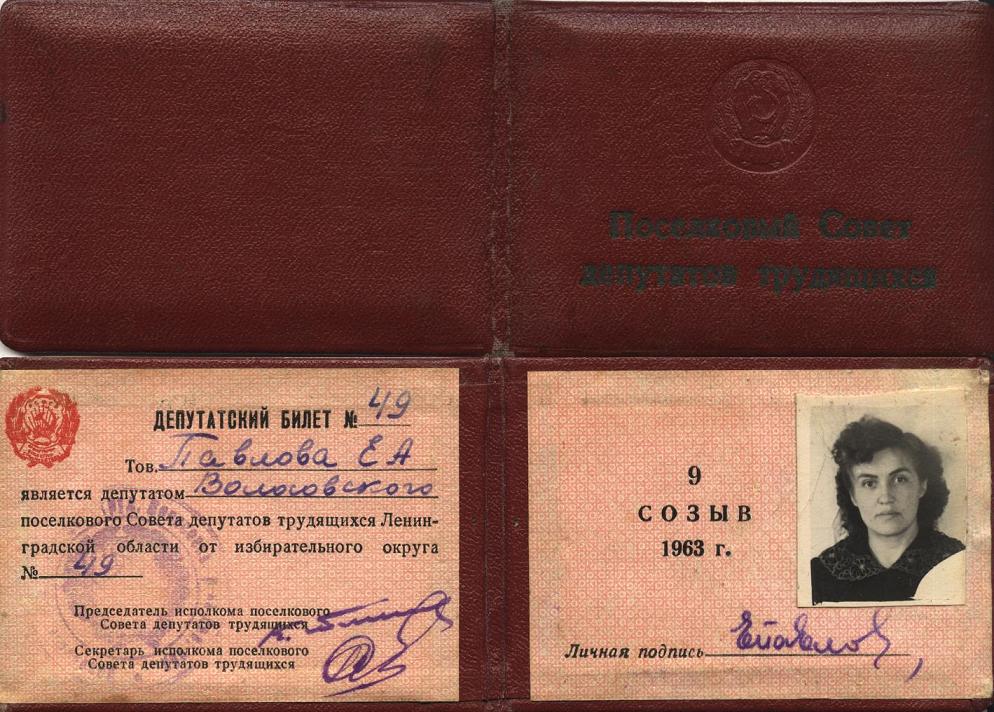 Поселковый Совет
депутатов трудящихся
ДЕПУТАТСКИЙ БИЛЕТ № 49
Тов. Павлова Е А
является депутатом Волосовского
поселкового Совета депутатов трудящихся Ленин-
градской области от избирательного округа
№ 49
Председатель исполкома поселкового
Совета депутатов трудящихся
Секретарь исполкома поселкового
Совета депутатов трудящихся
9
СОЗЫВ
1963 г.
Личная подпись ЕПавлов